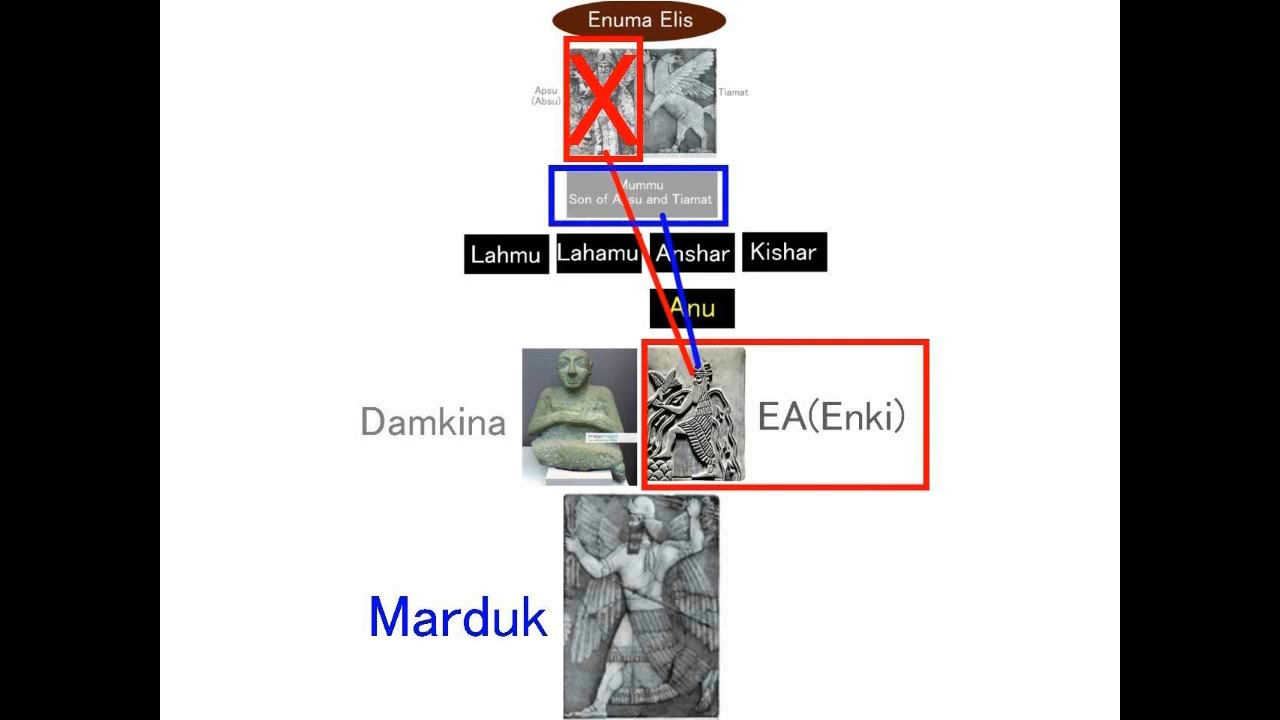 Enuma Elis
Apsu
(Absu)
Tiamat
Mummu
Son of Apsu and Tiamat
Lahmu
Lahamu
Anshar
Kishar
Anu
Damkina
EA(Enki)
Marduk